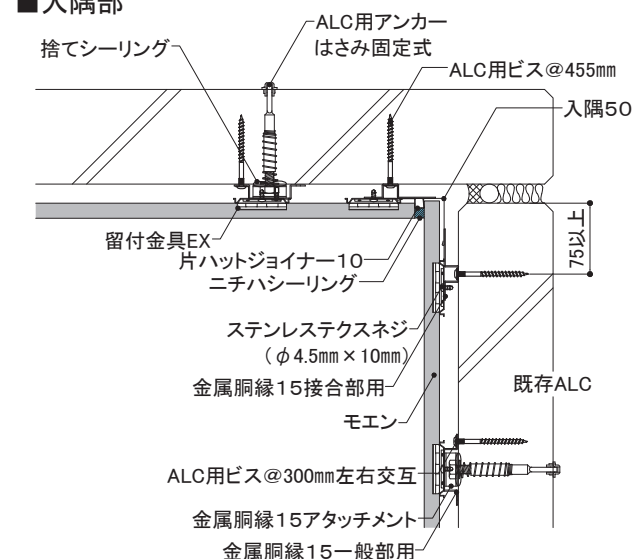 ■入隅部
ALC用アンカー
はさみ固定式
捨てシーリング
ALC用ビス@455㎜
入隅50
75以上
留付金具EX
片ハットジョイナー10
ニチハシーリング
ステンレステクスネジ
(φ4.5㎜×10㎜)
金属胴縁15接合部用
既存ALC
モエン
ALC用ビス@300㎜左右交互
金属胴縁15アタッチメント
金属胴縁15一般部用